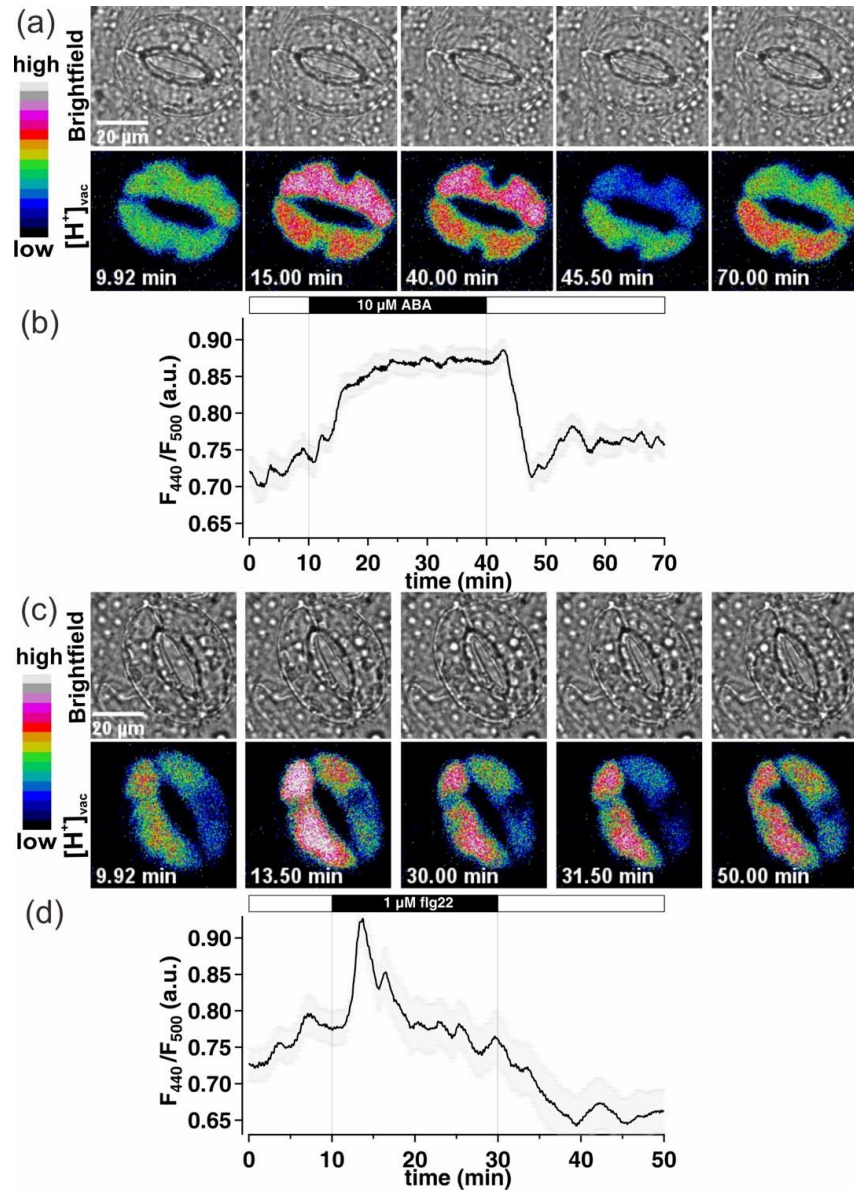 (a)
high
low
Brightfield
[H+]vac
20 µm
9.92 min
15.00 min
40.00 min
45.50 min
70.00 min
(b)
10 µM ABA
F440/F500 (a.u.)
0.90
0.85
0.80
0.75
0.70
0.65
0 10 20 30 40 50 60 70
time (min)
(c)
high
low
Brightfield
[H+]vac
20 µm
9.92 min
13.50 min
30.00 min
31.50 min
50.00 min
(d)
1 µM flg22
F440/F500 (a.u.)
0.90
0.85
0.80
0.75
0.70
0.65
0 10 20 30 40 50
time (min)